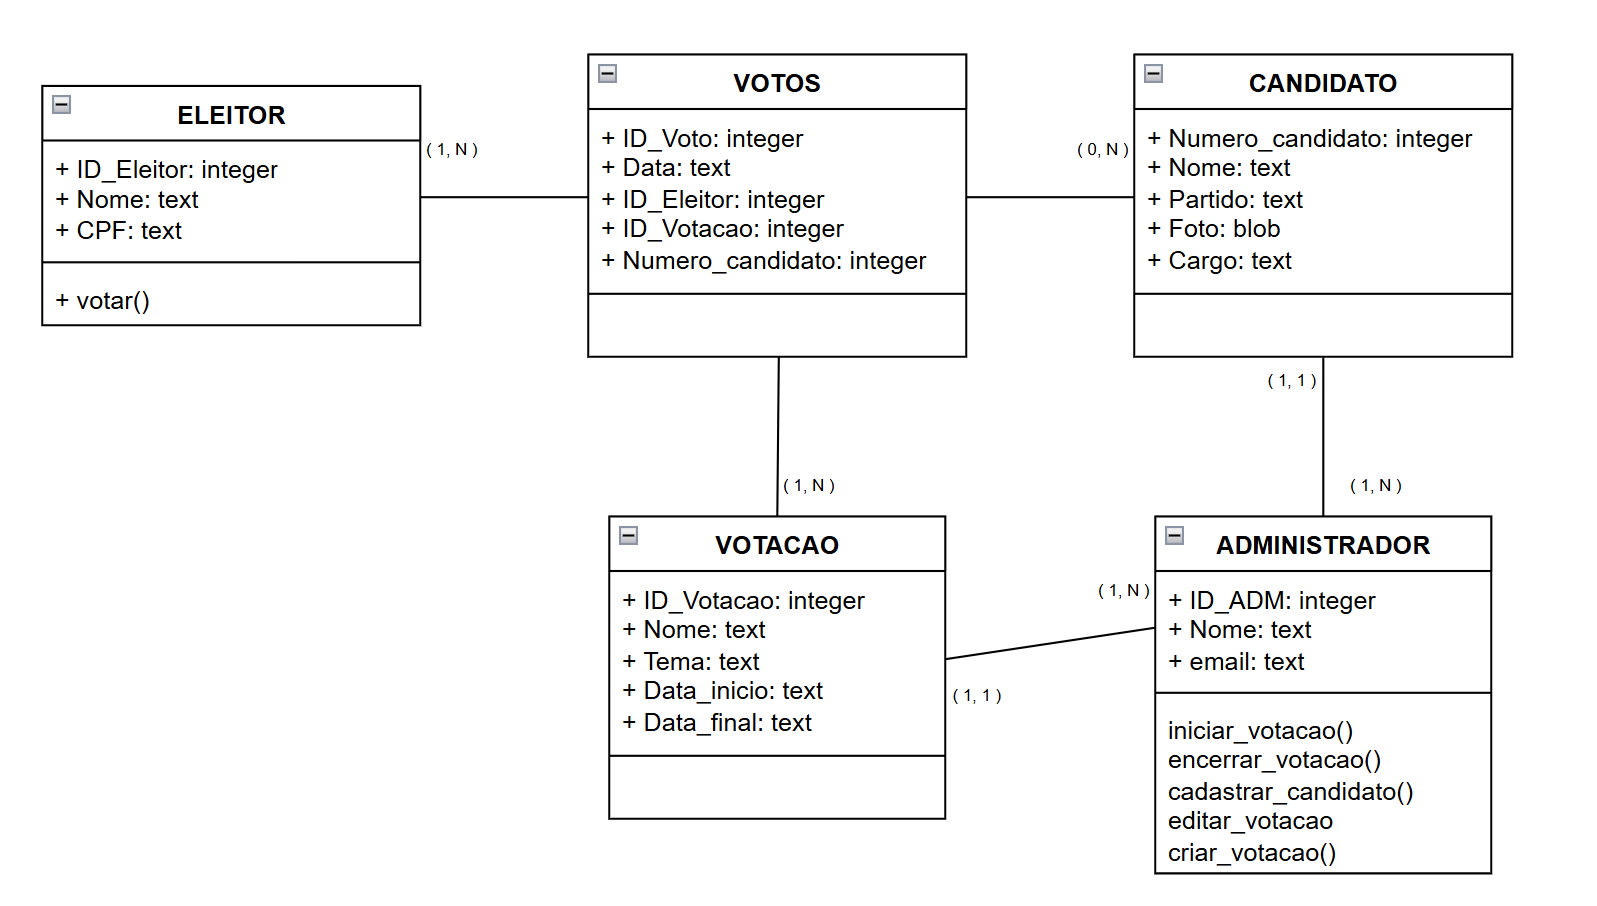 ELEITOR
+ ID_Eleitor: integer
+ Nome: text
+ CPF: text
+ votar()
( 1, N )
VOTOS
+ ID_Voto: integer
+ Data: text
+ ID_Eleitor: integer
+ ID_Votacao: integer
+ Numero_candidato: integer
( 0, N )
CANDIDATO
+ Numero_candidato: integer
+ Nome: text
+ Partido: text
+ Foto: blob
+ Cargo: text
( 1, 1 )
( 1, N )
( 1, N )
VOTACAO
+ ID_Votacao: integer
+ Nome: text
+ Tema: text
+ Data_inicio: text
+ Data_final: text
( 1, N )
( 1, 1 )
ADMINISTRADOR
+ ID_ADM: integer
+ Nome: text
+ email: text
iniciar_votacao()
encerrar_votacao()
cadastrar_candidato()
editar_votacao
criar_votacao()